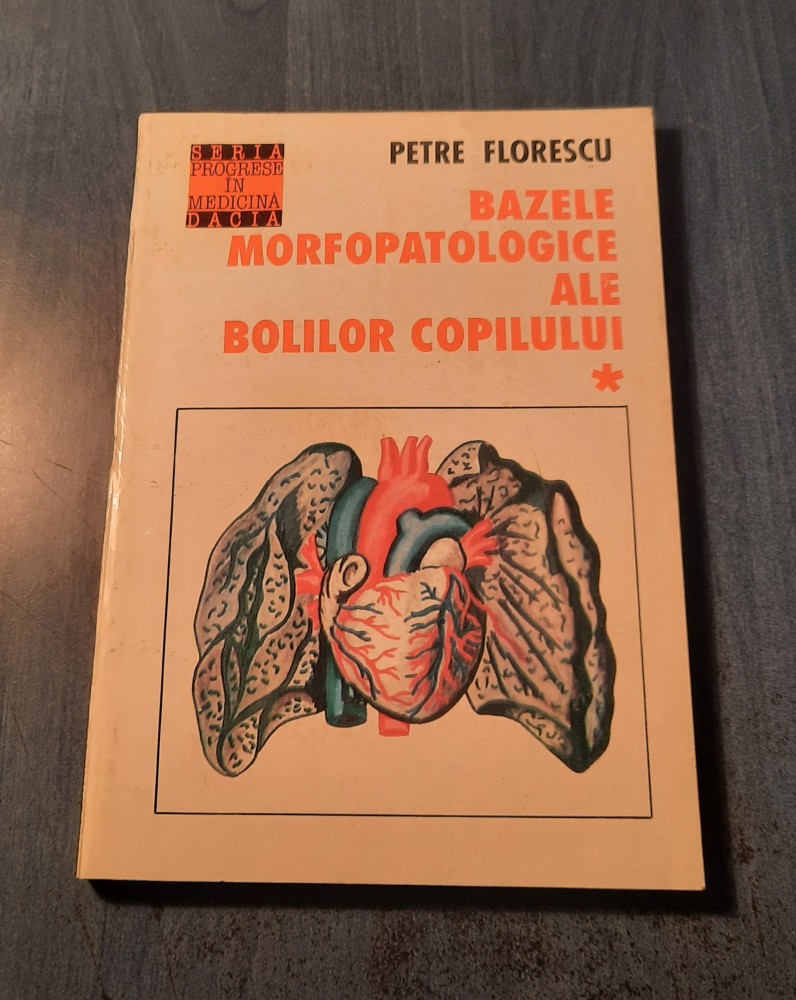 SERIA
PROGRESE
ÎN
MEDICINĂ
DACIA
PETRE FLORESCU
BAZELE
MORFOPATOLOGICE
ALE
BOLILOR COPILULUI
*